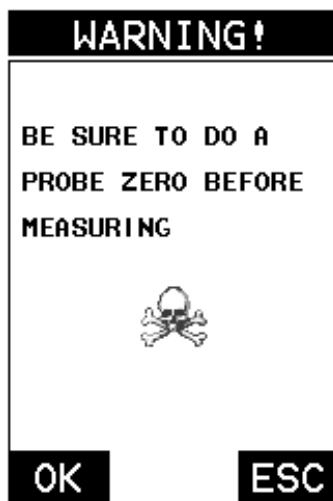 WARNING!
BE SURE TO DO A
PROBE ZERO BEFORE
MEASURING
OK ESC